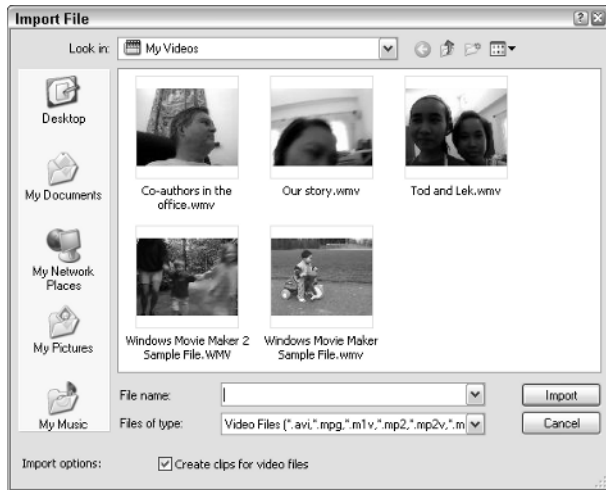 Import File
Look in:
My Videos
Desktop
My Documents
My Network
Places
My Pictures
My Music
Co-authors in the
office.wmv
Our story.wmv
Tod and Lek.wmv
Windows Movie Maker 2
Sample File.WMV
Windows Movie Maker
Sample File.wmv
File name:
Import
Files of type:
Video Files (*.avi,*.mpg,*.m1v,*.mp2,*.mp2v,*.m
Cancel
Import options:
Create clips for video files